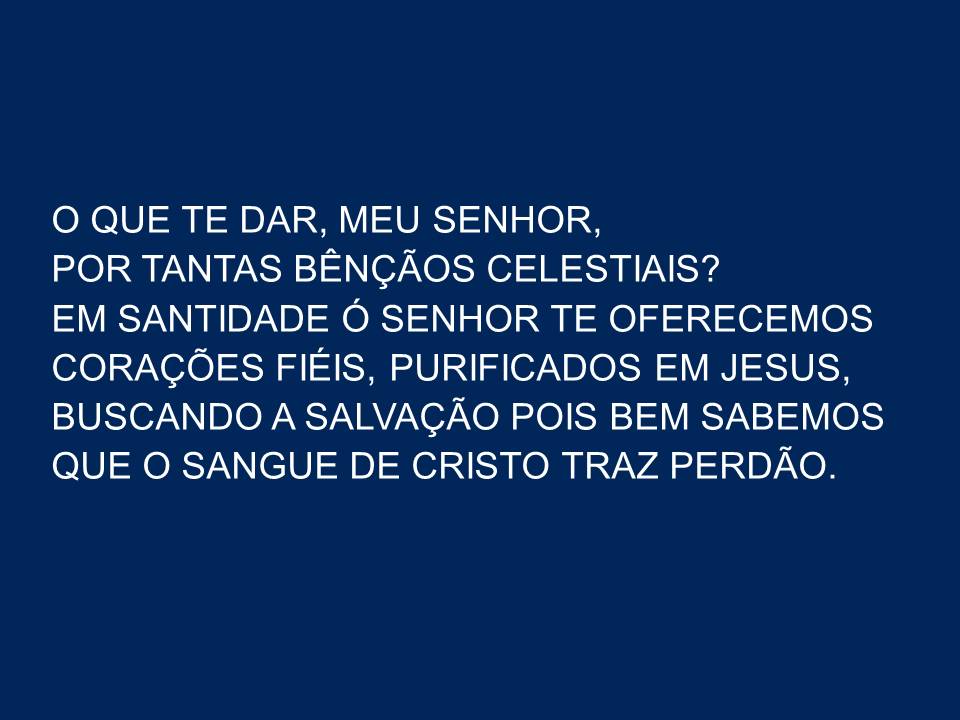 O QUE TE DAR, MEU SENHOR,
POR TANTAS BÊNÇÃOS CELESTIAIS?
EM SANTIDADE Ó SENHOR TE OFERECEMOS
CORAÇÕES FIÉIS, PURIFICADOS EM JESUS,
BUSCANDO A SALVAÇÃO POIS BEM SABEMOS
QUE O SANGUE DE CRISTO TRAZ PERDÃO.